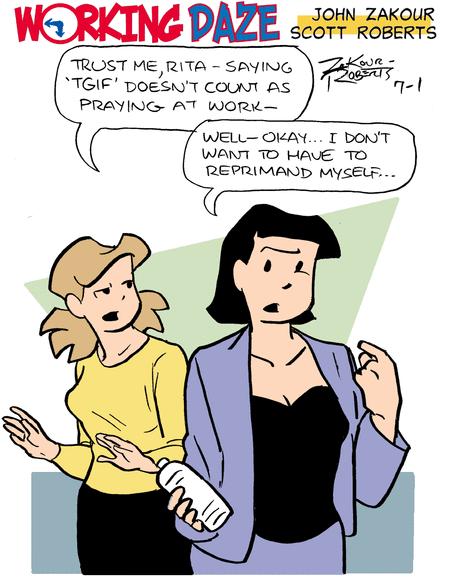 WORKING DAZE
JOHN ZAKOUR
SCOTT ROBERTS
TRUST ME, RITA - SAYING
'TGIF' DOESN'T COUNT AS
PRAYING AT WORK-
ZAKOUR-
ROBERTS
7-1
WELL- OKAY... I DON'T
WANT TO HAVE TO
REPRIMAND MYSELF...